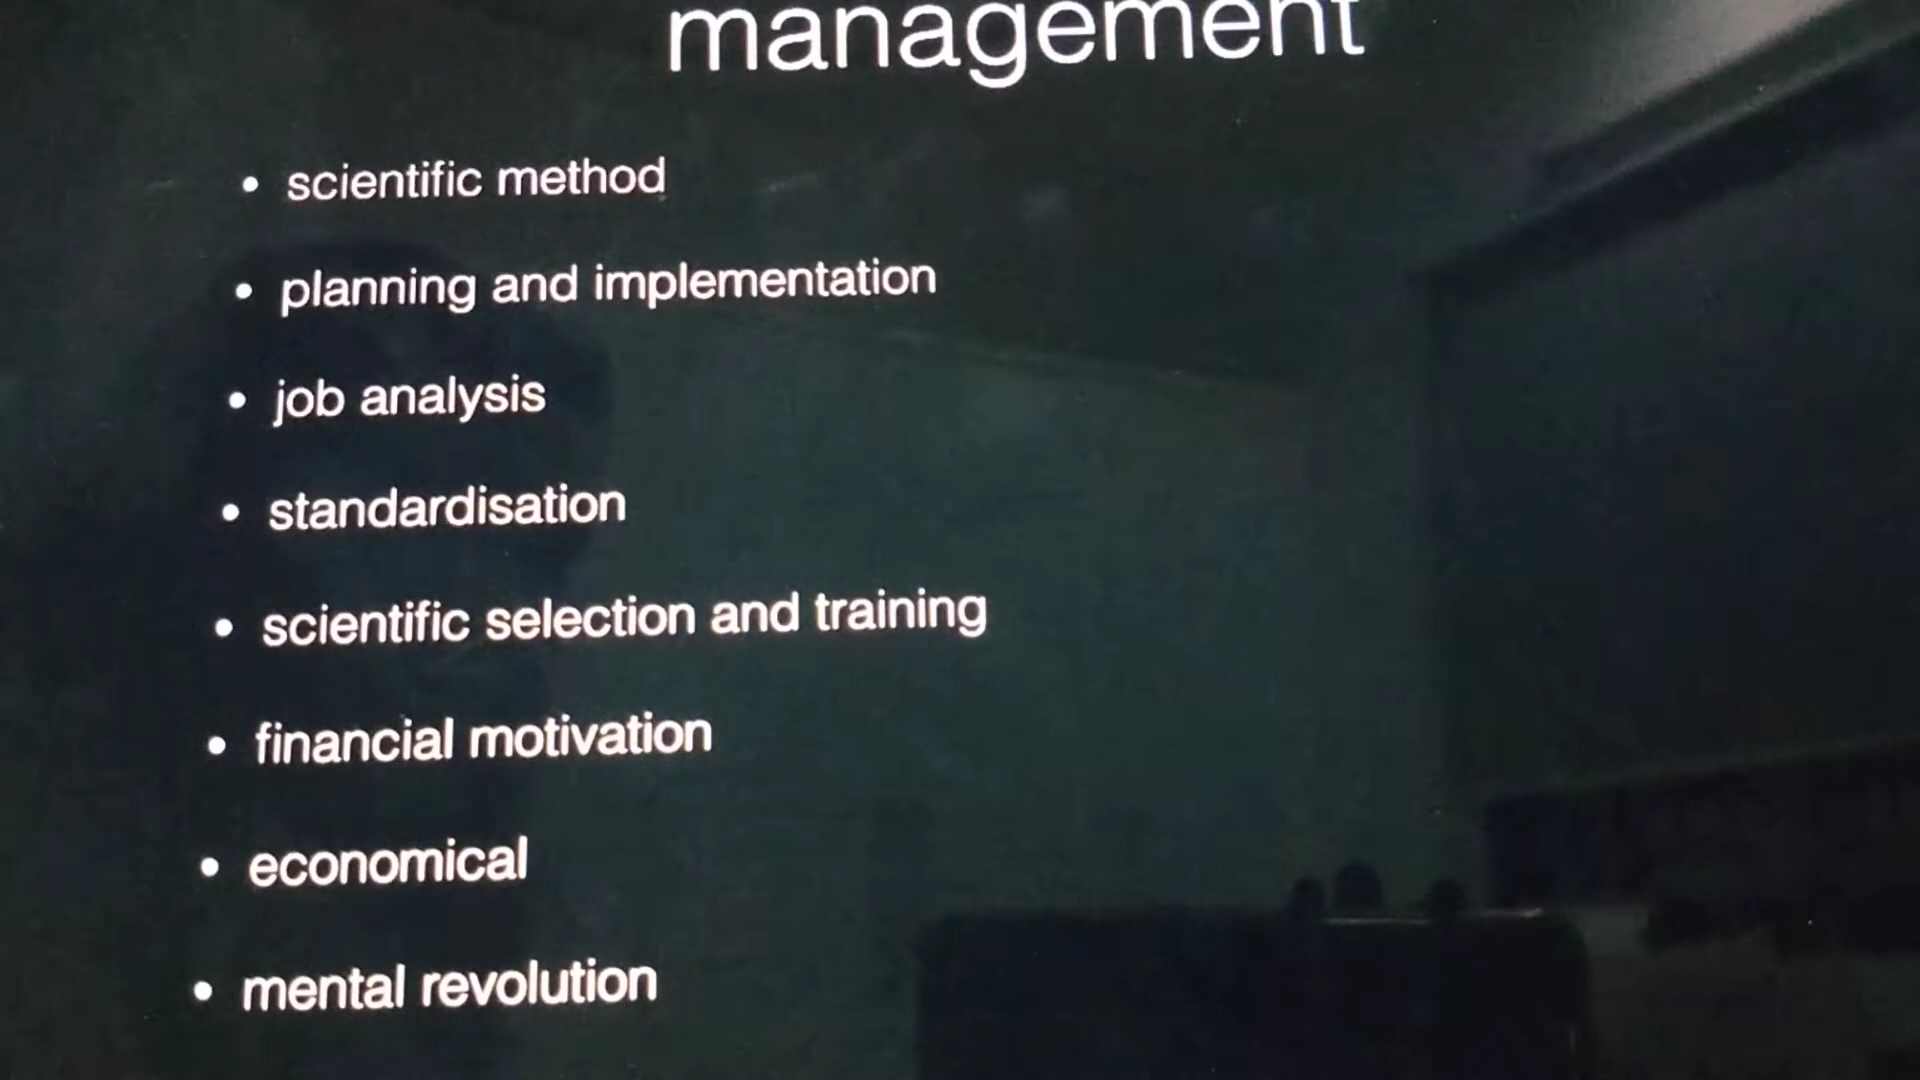 management
• scientific method
• planning and implementation
• job analysis
• standardisation
• scientific selection and training
• financial motivation
• economical
• mental revolution